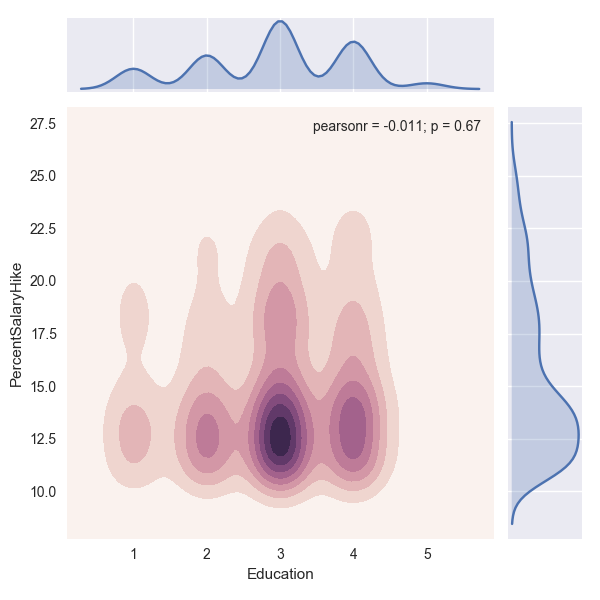 pearsonr = -0.011; p = 0.67
27.5
25.0
22.5
20.0
17.5
15.0
12.5
10.0
PercentSalaryHike
1 2 3 4 5
Education